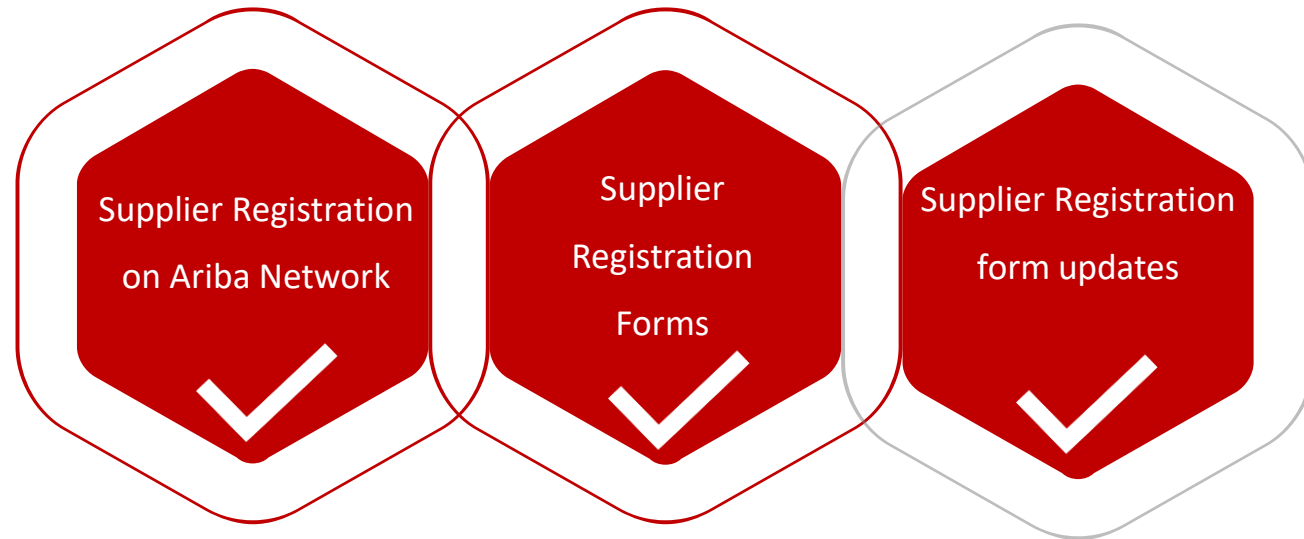 Supplier Registration
on Ariba Network
Supplier
Registration
Forms
Supplier Registration
form updates